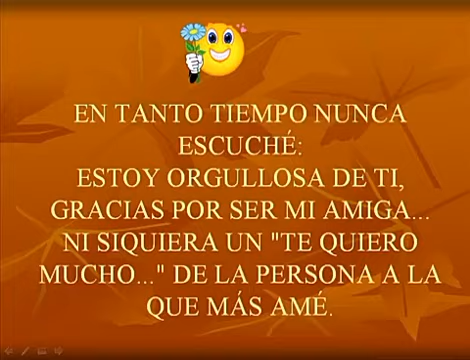 EN TANTO TIEMPO NUNCA
ESCUCHÉ:
ESTOY ORGULLOSA DE TI,
GRACIAS POR SER MI AMIGA...
NI SIQUIERA UN "TE QUIERO
MUCHO..." DE LA PERSONA A LA
QUE MÁS AMÉ.